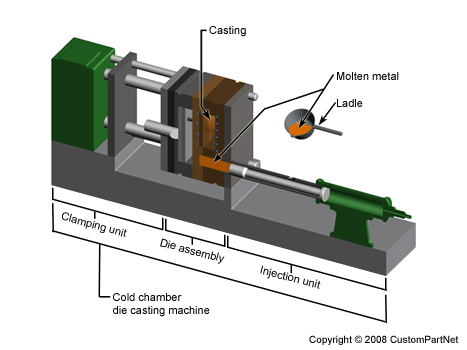 Casting
Molten metal
Ladle
Clamping unit
Die assembly
Injection unit
Cold chamber
die casting machine
Copyright © 2008 CustomPartNet